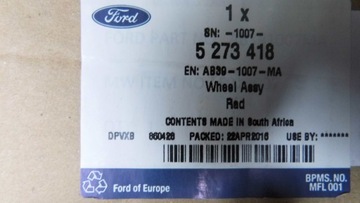 Ford
1 x
SN: -1007-
5 273 418
EN: AB39-1007-MA
Wheel Assy
Rad
CONTENTS MADE IN South Africa
DPVXB 860426 PACKED: 22APR2016 USE BY: *******
Ford of Europe
BPMS. NO.
MFL 001